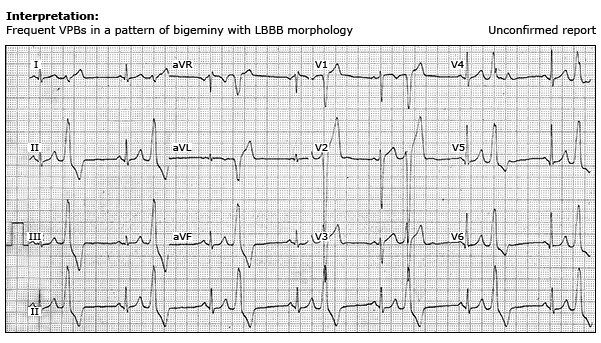 Interpretation:
Frequent VPBs in a pattern of bigeminy with LBBB morphology Unconfirmed report
I aVR V1 V4
II aVL V2 V5
III aVF V3 V6
II